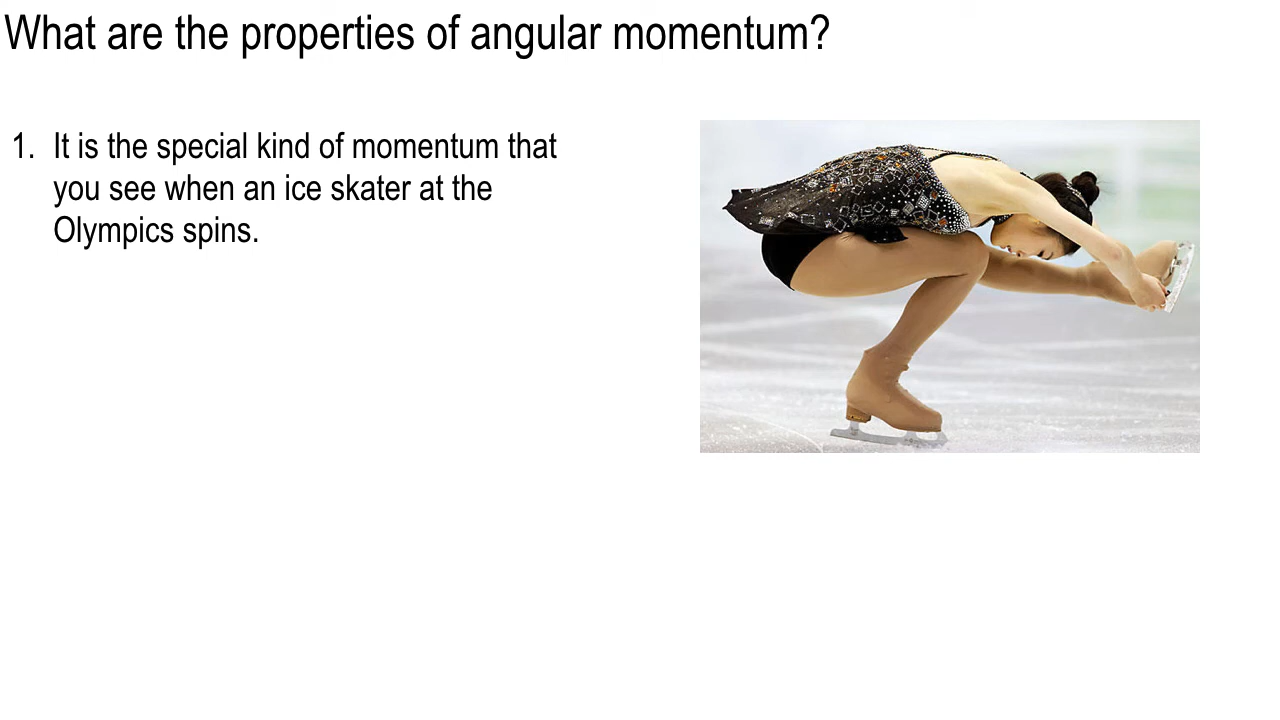 What are the properties of angular momentum?
1. It is the special kind of momentum that
you see when an ice skater at the
Olympics spins.